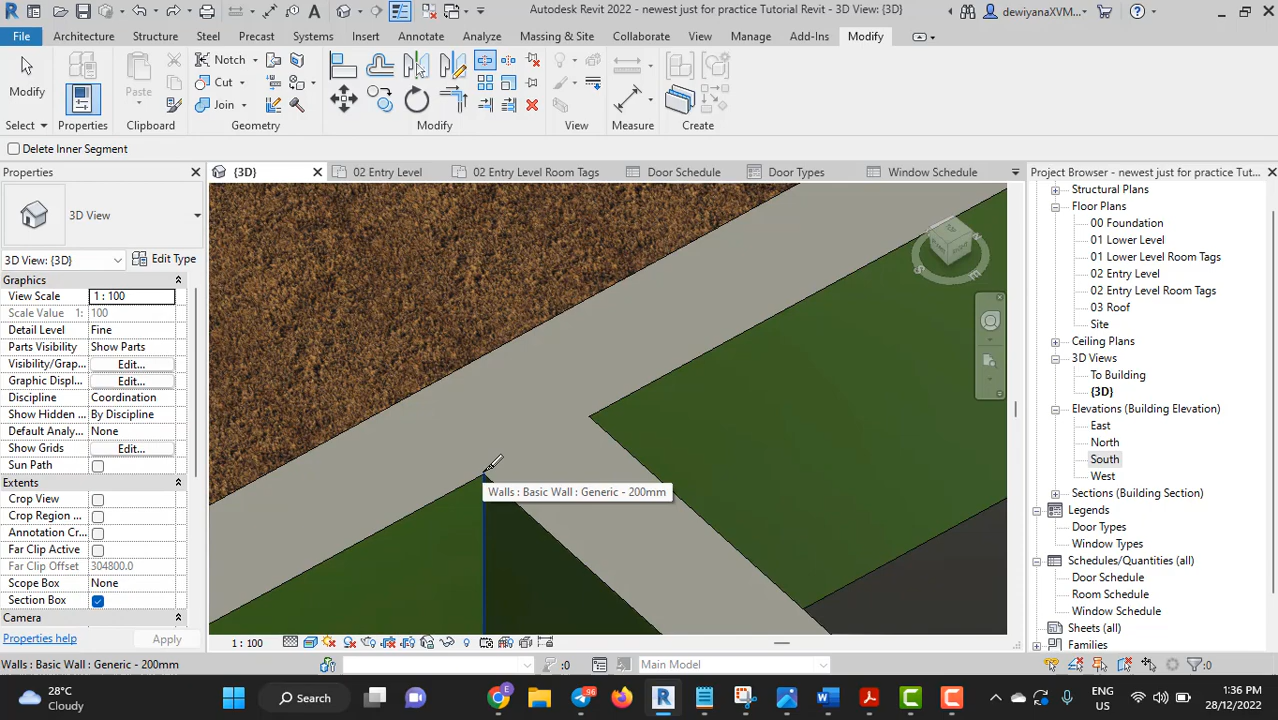 Autodesk Revit 2022 - newest just for practice Tutorial Revit - 3D View: {3D}
dewiyanaXVM...
File Architecture Structure Steel Precast Systems Insert Annotate Analyze Massing & Site Collaborate View Manage Add-Ins Modify
Notch
Cut
Join
Modify Paste
Select Properties Clipboard Geometry Modify View Measure Create
Delete Inner Segment
Properties
{3D} 02 Entry Level 02 Entry Level Room Tags Door Schedule Door Types Window Schedule
Project Browser - newest just for practice Tutorial...
3D View
3D View: {3D} Edit Type
Graphics
View Scale 1 : 100
Scale Value 1: 100
Detail Level Fine
Parts Visibility Show Parts
Visibility/Grap... Edit...
Graphic Displ... Edit...
Discipline Coordination
Show Hidden ... By Discipline
Default Analy... None
Show Grids Edit...
Sun Path
Extents
Crop View
Crop Region ...
Annotation Cr...
Far Clip Active
Far Clip Offset 304800.0
Scope Box None
Section Box
Camera
Properties help Apply
Walls : Basic Wall : Generic - 200mm
Structural Plans
Floor Plans
00 Foundation
01 Lower Level
01 Lower Level Room Tags
02 Entry Level
02 Entry Level Room Tags
03 Roof
Site
Ceiling Plans
3D Views
To Building
{3D}
Elevations (Building Elevation)
East
North
South
West
Sections (Building Section)
Legends
Door Types
Window Types
Schedules/Quantities (all)
Door Schedule
Room Schedule
Window Schedule
Sheets (all)
Families
1 : 100
Walls : Basic Wall : Generic - 200mm
:0 Main Model :0
28°C
Cloudy
Search
96
ENG
US
1:36 PM
28/12/2022